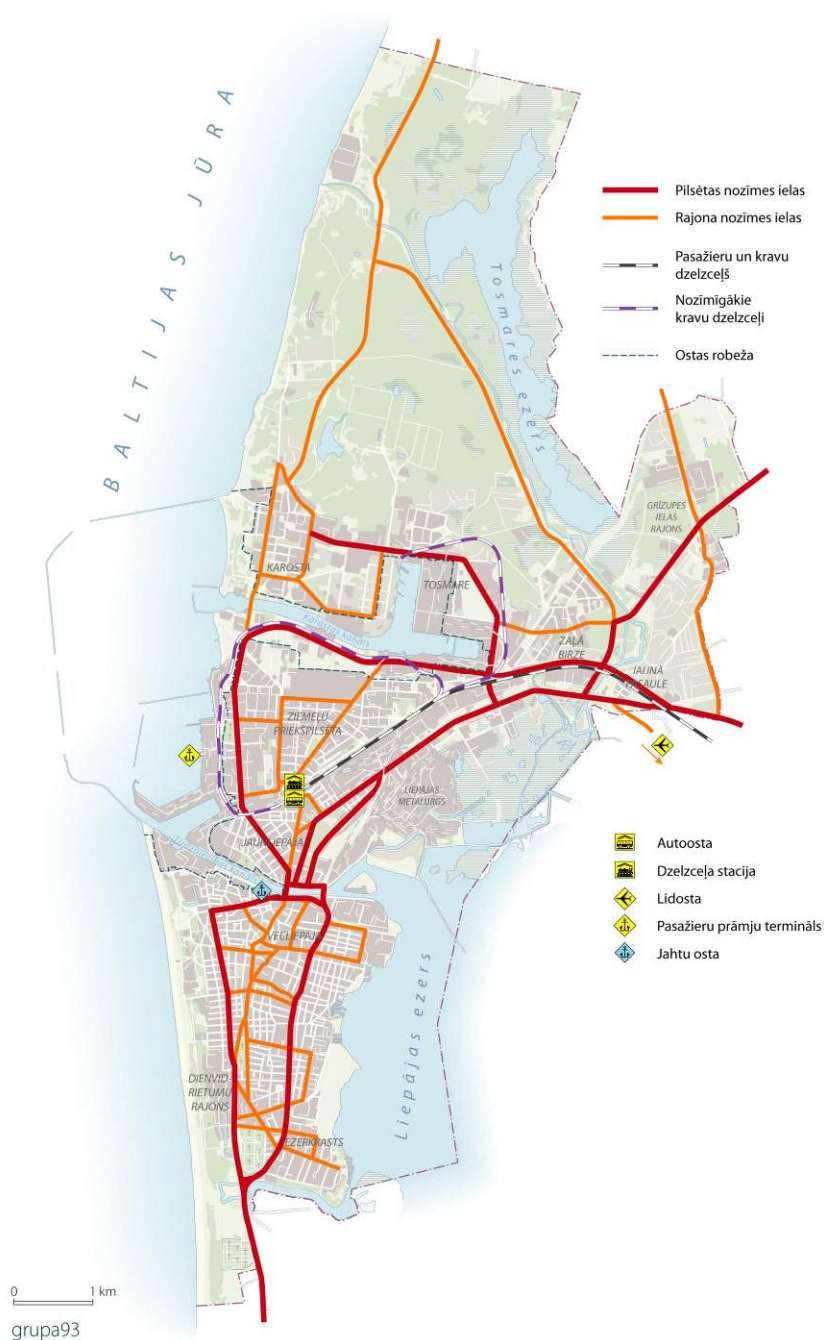 BALTIJAS JŪRA
Pilsētas nozīmes ielas
Rajona nozīmes ielas
Pasažieru un kravu
dzelzceļš
Nozīmīgākie
kravu dzelzceļi
Ostas robeža
Tosmares ezers
GRĪZUPES
IELAS
RAJONS
KAROSTA
TOSMARE
Karostas kanāls
ZAĻĀ
BIRZE
JAUNĀ
PASAULE
ZIEMEĻU
PRIEKŠPILSĒTA
LIEPĀJAS
METALURGS
JAUNLIEPĀJA
VECLIEPĀJA
Liepājas ezers
DIENVID-
RIETUMU
RAJONS
EZERKRASTS
Autoosta
Dzelzceļa stacija
Lidosta
Pasažieru prāmju termināls
Jahtu osta
0 1 km
grupa93